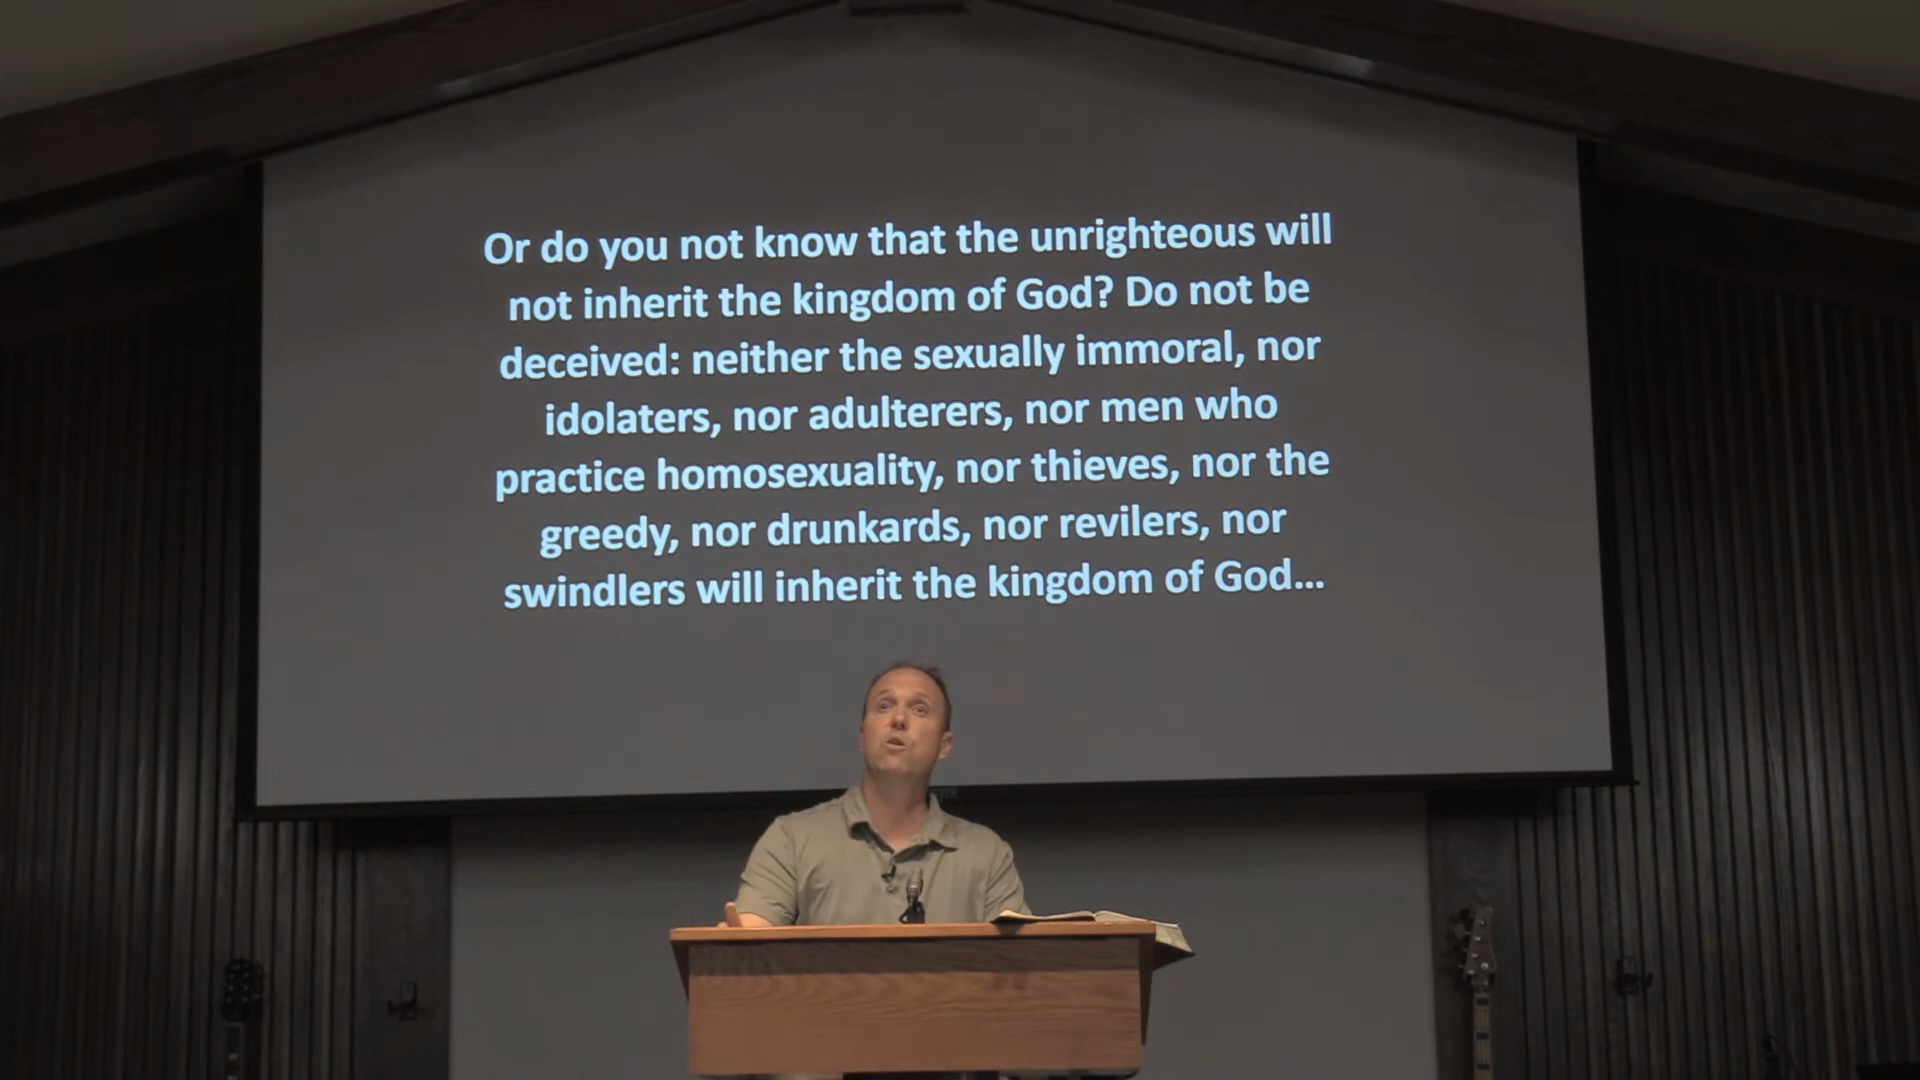 Or do you not know that the unrighteous will
not inherit the kingdom of God? Do not be
deceived: neither the sexually immoral, nor
idolaters, nor adulterers, nor men who
practice homosexuality, nor thieves, nor the
greedy, nor drunkards, nor revilers, nor
swindlers will inherit the kingdom of God...